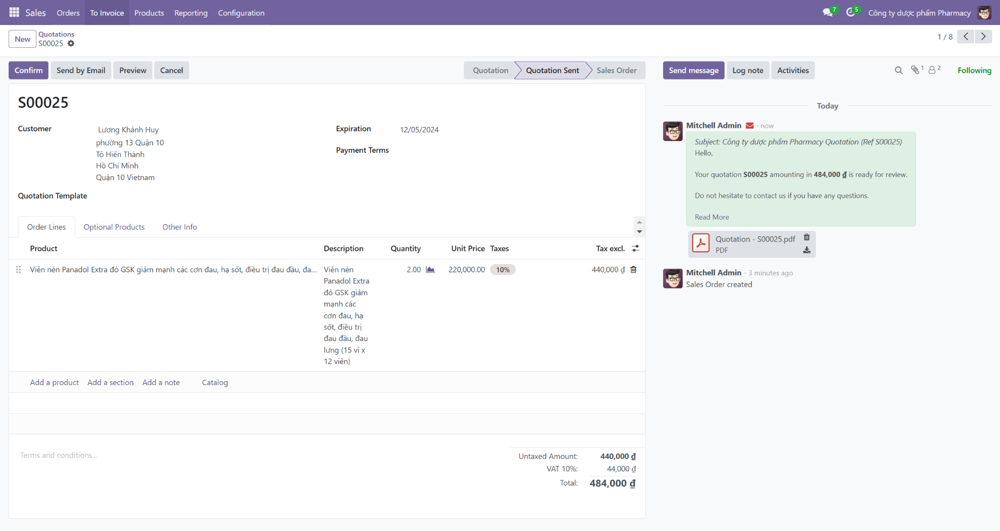 Sales Orders To Invoice Products Reporting Configuration 7 5 Công ty dược phẩm Pharmacy
New
Quotations
S00025
1 / 8
Confirm Send by Email Preview Cancel
Quotation Quotation Sent Sales Order
Send message Log note Activities 1 2 Following
S00025
Customer
Lương Khánh Huy
phường 13 Quận 10
Tô Hiến Thành
Hồ Chí Minh
Quận 10 Vietnam
Expiration 12/05/2024
Payment Terms
Quotation Template
Order Lines Optional Products Other Info
Product Description Quantity Unit Price Taxes Tax excl.
Viên nén Panadol Extra đỏ GSK giảm mạnh các cơn đau, hạ sốt, điều trị đau đầu, đa...
Viên nén
Panadol Extra
đỏ GSK giảm
mạnh các
cơn đau, hạ
sốt, điều trị
đau đầu, đau
lưng (15 vỉ x
12 viên)
2.00 220,000.00 10% 440,000 ₫
Add a product Add a section Add a note Catalog
Terms and conditions...
Untaxed Amount: 440,000 ₫
VAT 10%: 44,000 ₫
Total: 484,000 ₫
Today
Mitchell Admin - now
Subject: Công ty dược phẩm Pharmacy Quotation (Ref S00025)
Hello,
Your quotation S00025 amounting in 484,000 ₫ is ready for review.
Do not hesitate to contact us if you have any questions.
Read More
Quotation - S00025.pdf
PDF
Mitchell Admin - 3 minutes ago
Sales Order created